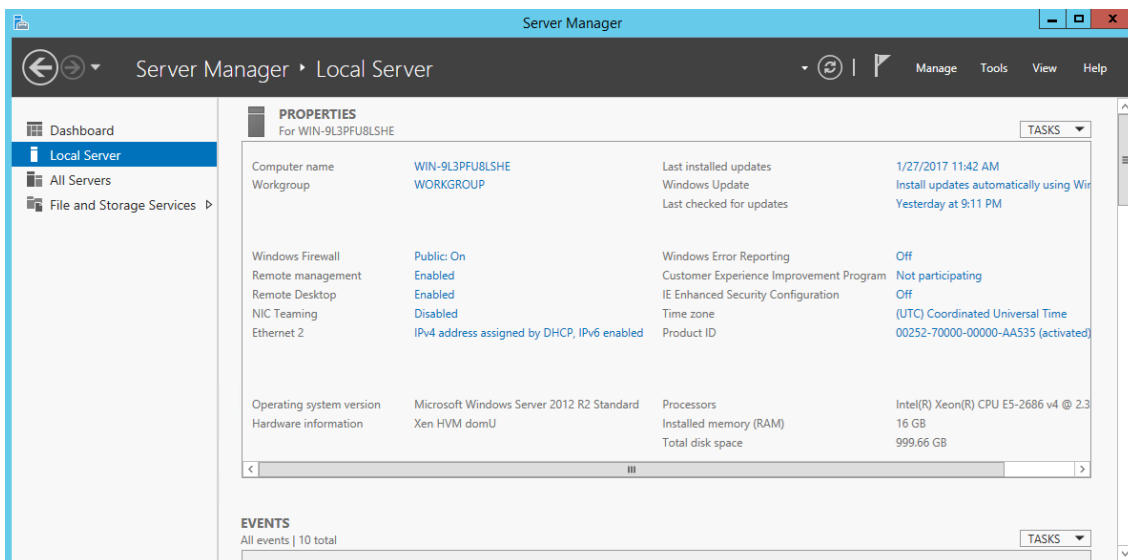 Server Manager
Server Manager • Local Server
Manage Tools View Help
Dashboard
Local Server
All Servers
File and Storage Services
PROPERTIES
For WIN-9L3PFU8LSHE
TASKS
Computer name WIN-9L3PFU8LSHE Last installed updates 1/27/2017 11:42 AM
Workgroup WORKGROUP Windows Update Install updates automatically using Wir
Last checked for updates Yesterday at 9:11 PM
Windows Firewall Public: On Windows Error Reporting Off
Remote management Enabled Customer Experience Improvement Program Not participating
Remote Desktop Enabled IE Enhanced Security Configuration Off
NIC Teaming Disabled Time zone (UTC) Coordinated Universal Time
Ethernet 2 IPv4 address assigned by DHCP, IPv6 enabled Product ID 00252-70000-00000-AA535 (activated)
Operating system version Microsoft Windows Server 2012 R2 Standard Processors Intel(R) Xeon(R) CPU E5-2686 v4 @ 2.3
Hardware information Xen HVM domU Installed memory (RAM) 16 GB
Total disk space 999.66 GB
EVENTS
All events | 10 total
TASKS